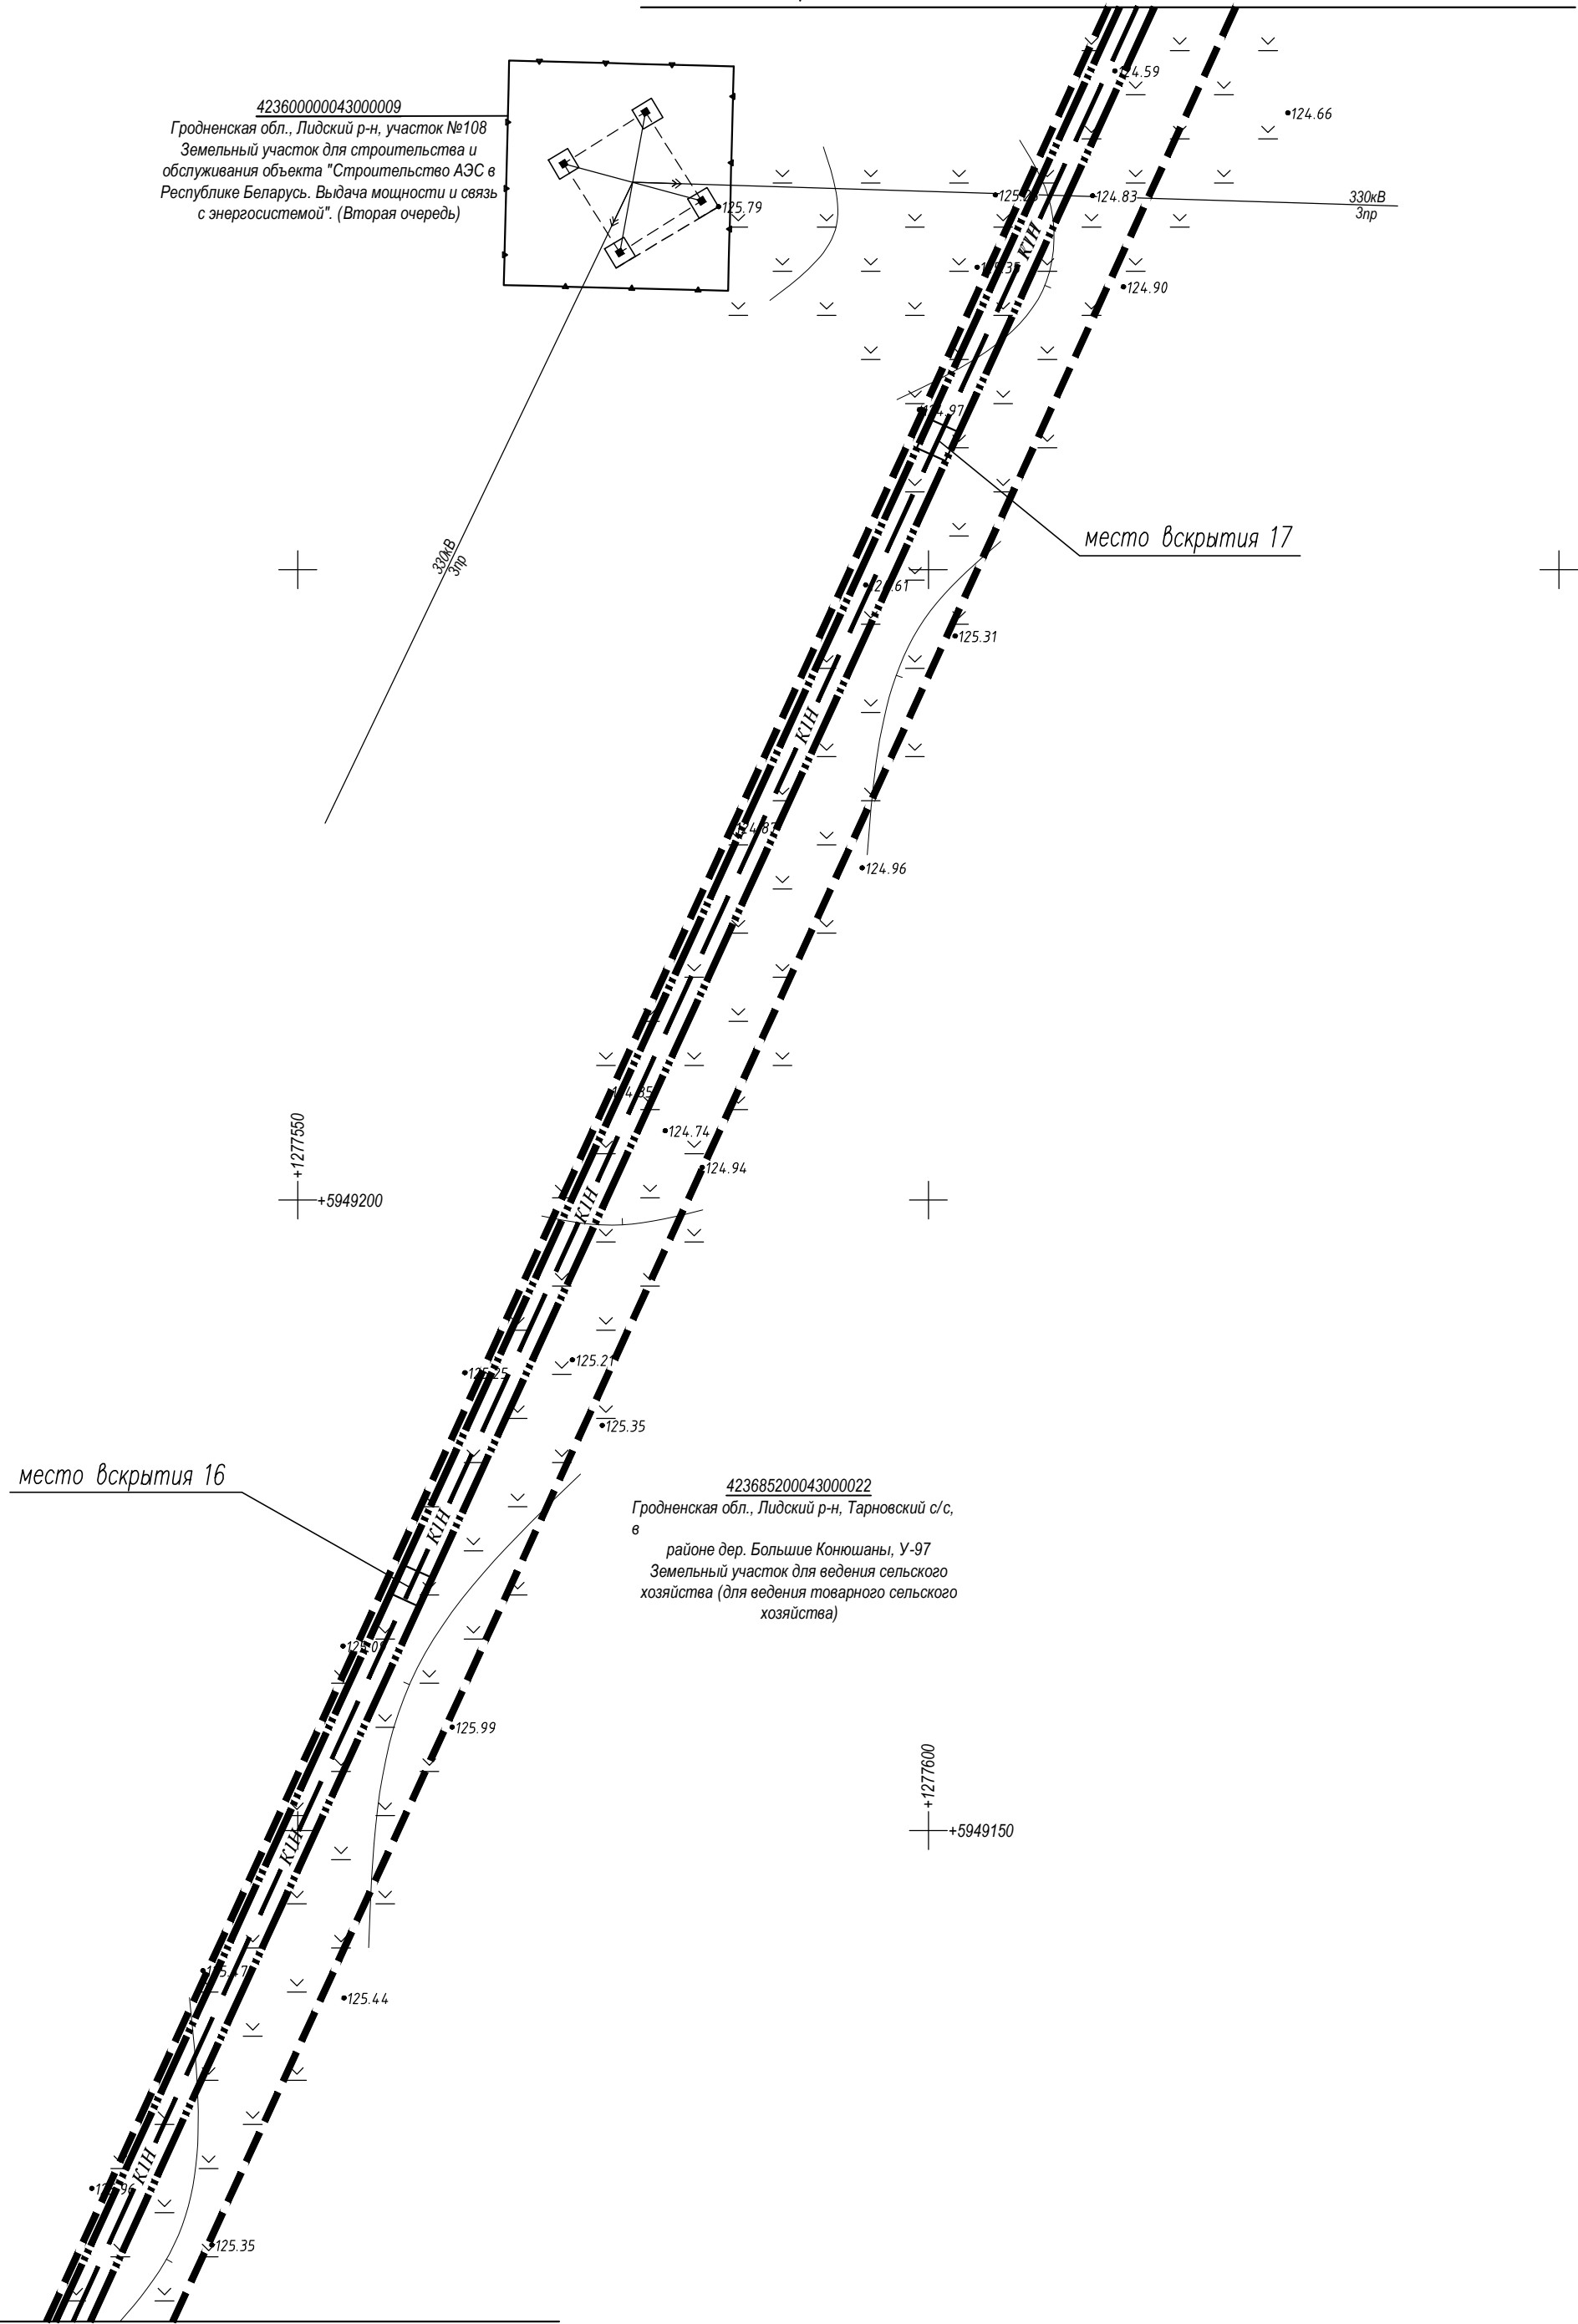 124.59
423600000043000009
124.66
Гродненская обл., Лидский р-н, участок №108
Земельный участок для строительства и
обслуживания объекта "Строительство АЭС в
Республике Беларусь. Выдача мощности и связь
с энергосистемой". (Вторая очередь)
124.83
330кВ
3пр
125.79
К1Н
124.90
124.97
место вскрытия 17
330кВ
3пр
125.31
К1Н
124.96
124.85
+1277550
124.74
124.94
+5949200
К1Н
125.21
125.25
125.35
место вскрытия 16
423685200043000022
Гродненская обл., Лидский р-н, Тарновский с/с,
в
районе дер. Большие Конюшаны, У-97
Земельный участок для ведения сельского
хозяйства (для ведения товарного сельского
хозяйства)
К1Н
125.99
+1277600
+5949150
К1Н
125.44
К1Н
125.35